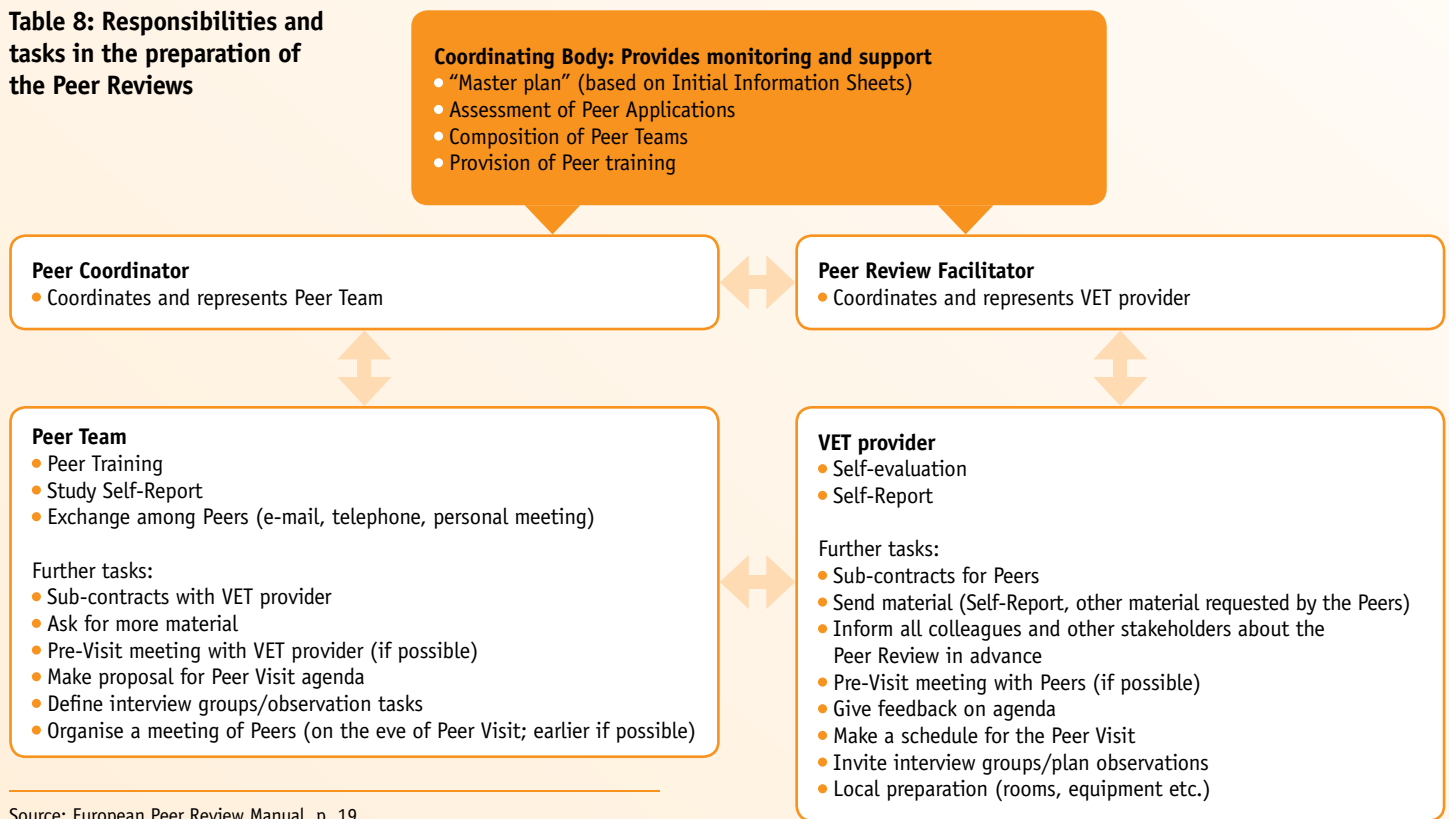 Table 8: Responsibilities and
tasks in the preparation of
the Peer Reviews
Coordinating Body: Provides monitoring and support
• “Master plan” (based on Initial Information Sheets)
• Assessment of Peer Applications
• Composition of Peer Teams
• Provision of Peer training
Peer Coordinator
• Coordinates and represents Peer Team
Peer Review Facilitator
• Coordinates and represents VET provider
Peer Team
• Peer Training
• Study Self-Report
• Exchange among Peers (e-mail, telephone, personal meeting)
Further tasks:
• Sub-contracts with VET provider
• Ask for more material
• Pre-Visit meeting with VET provider (if possible)
• Make proposal for Peer Visit agenda
• Define interview groups/observation tasks
• Organise a meeting of Peers (on the eve of Peer Visit; earlier if possible)
VET provider
• Self-evaluation
• Self-Report
Further tasks:
• Sub-contracts for Peers
• Send material (Self-Report, other material requested by the Peers)
• Inform all colleagues and other stakeholders about the
Peer Review in advance
• Pre-Visit meeting with Peers (if possible)
• Give feedback on agenda
• Make a schedule for the Peer Visit
• Invite interview groups/plan observations
• Local preparation (rooms, equipment etc.)
Source: European Peer Review Manual, p. 19